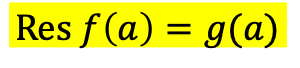 Res f(a) = g(a)